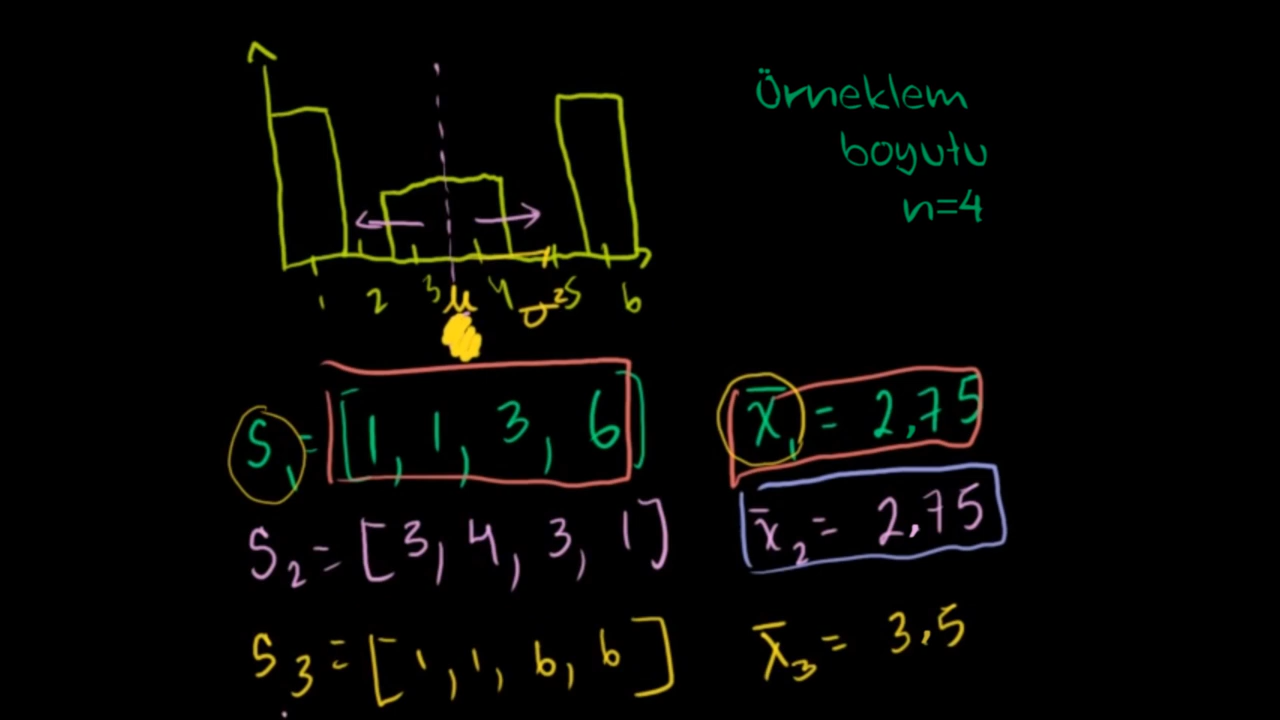 Örneklem
boyutu
n=4
1 2 3 μ 4 σ² 5 6
S₁=[1, 1, 3, 6] x̄₁ = 2,75
S₂=[3, 4, 3, 1] x̄₂ = 2,75
S₃=[1, 1, 6, 6] x̄₃ = 3.5